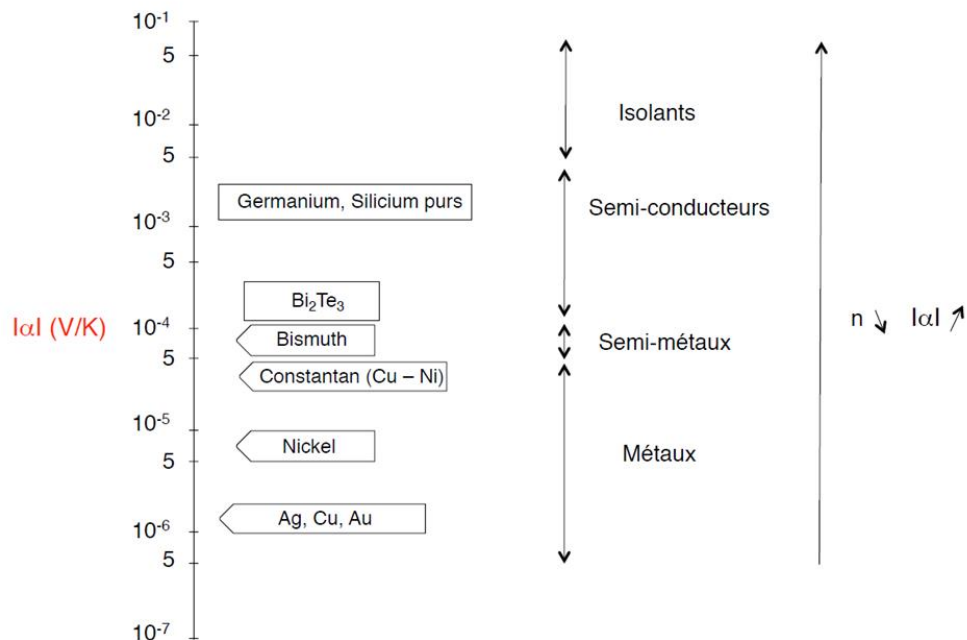 10⁻¹
5
10⁻²
5
10⁻³
5
10⁻⁴
5
10⁻⁵
5
10⁻⁶
5
10⁻⁷
IαI (V/K)
Germanium, Silicium purs
Bi₂Te₃
Bismuth
Constantan (Cu – Ni)
Nickel
Ag, Cu, Au
Isolants
Semi-conducteurs
Semi-métaux
Métaux
n ↘ IαI ↗